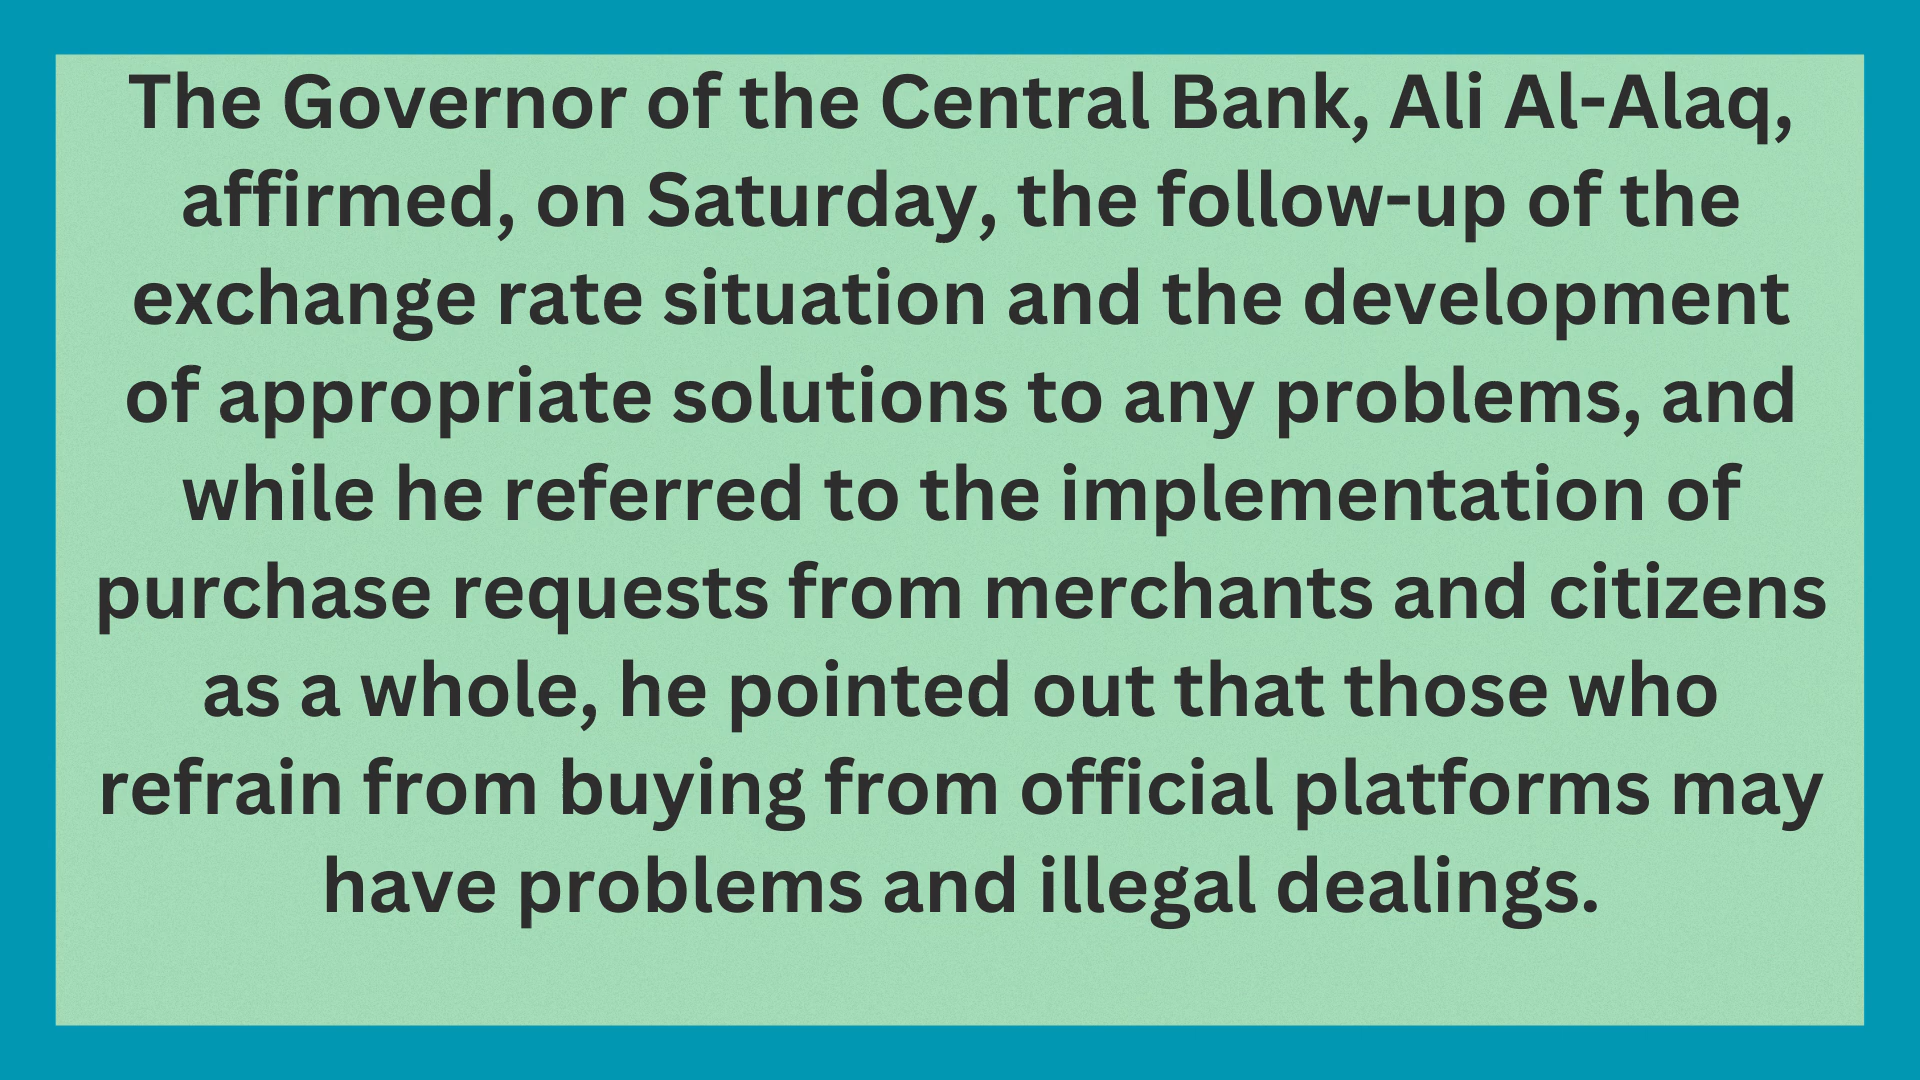 The Governor of the Central Bank, Ali Al-Alaq,
affirmed, on Saturday, the follow-up of the
exchange rate situation and the development
of appropriate solutions to any problems, and
while he referred to the implementation of
purchase requests from merchants and citizens
as a whole, he pointed out that those who
refrain from buying from official platforms may
have problems and illegal dealings.